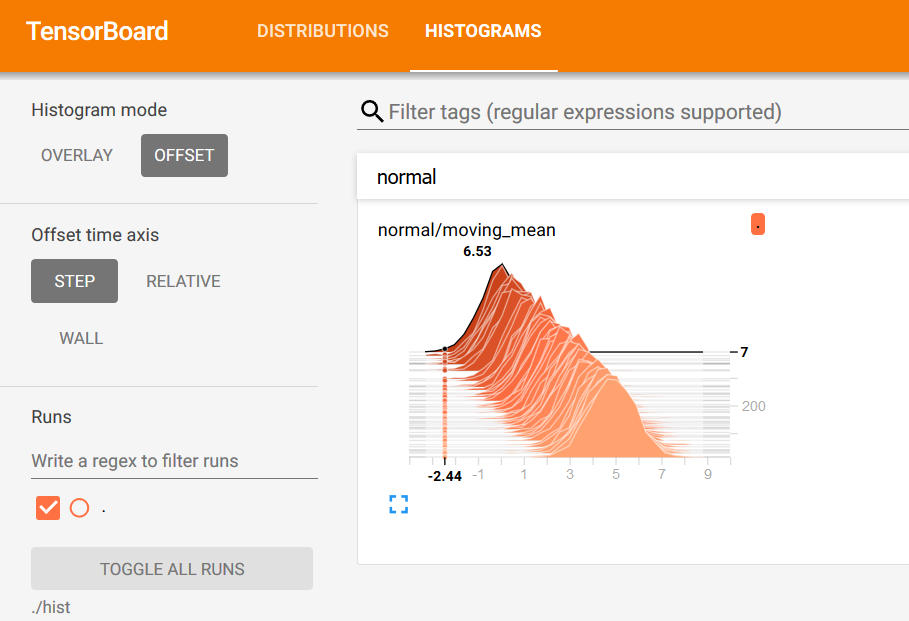 TensorBoard DISTRIBUTIONS HISTOGRAMS
Histogram mode
OVERLAY OFFSET
Offset time axis
STEP RELATIVE
WALL
Runs
Write a regex to filter runs
.
TOGGLE ALL RUNS
./hist
Filter tags (regular expressions supported)
normal
normal/moving_mean
.
6.53
7
200
-2.44 -1 1 3 5 7 9